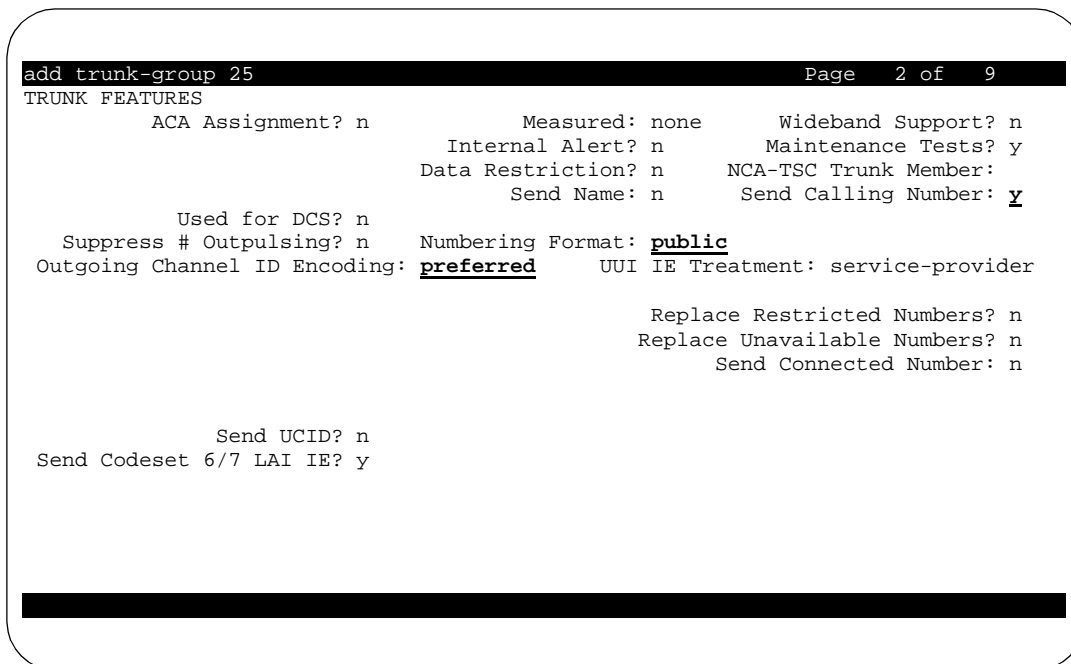 add trunk-group 25 Page 2 of 9
TRUNK FEATURES
ACA Assignment? n Measured: none Wideband Support? n
Internal Alert? n Maintenance Tests? y
Data Restriction? n NCA-TSC Trunk Member:
Send Name: n Send Calling Number: y
Used for DCS? n
Suppress # Outpulsing? n Numbering Format: public
Outgoing Channel ID Encoding: preferred UUI IE Treatment: service-provider
Replace Restricted Numbers? n
Replace Unavailable Numbers? n
Send Connected Number: n
Send UCID? n
Send Codeset 6/7 LAI IE? y